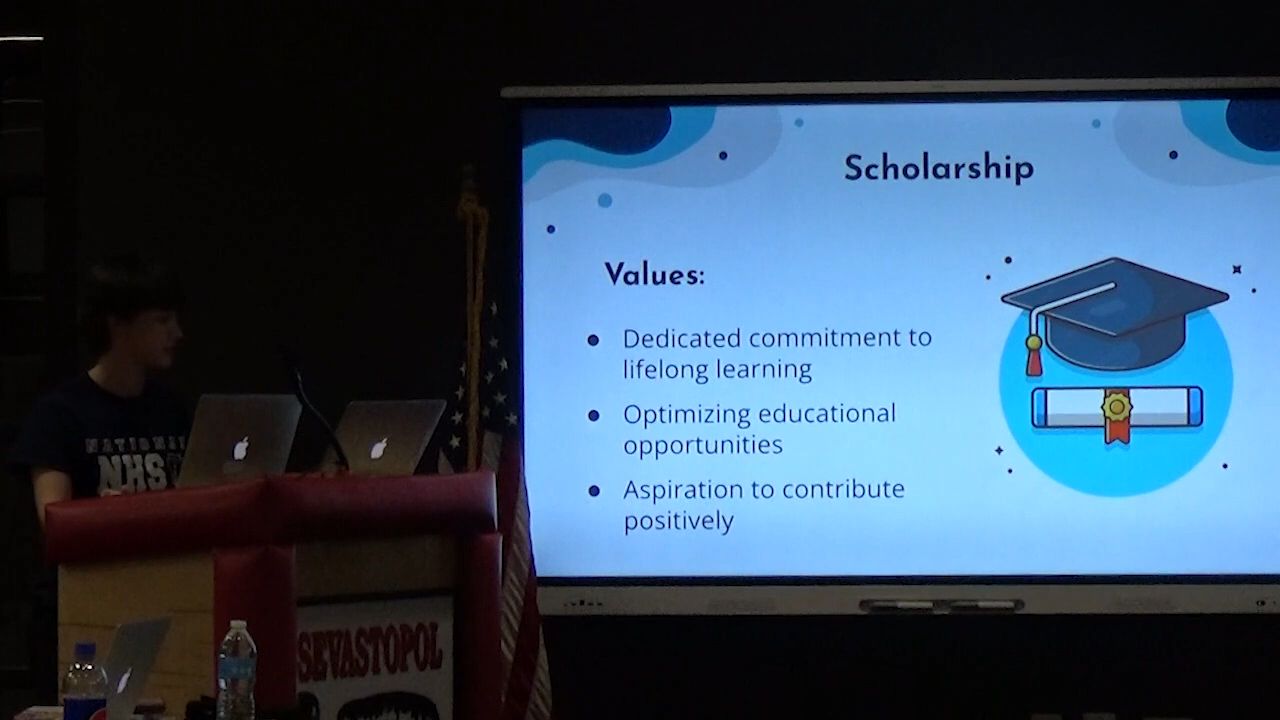 Scholarship
Values:
● Dedicated commitment to
lifelong learning
● Optimizing educational
opportunities
● Aspiration to contribute
positively
NATIONAL
NHS
SEVASTOPOL